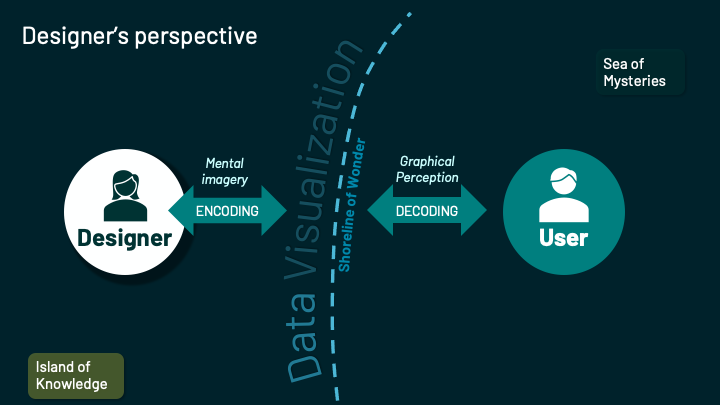 Designer's perspective
Sea of
Mysteries
Data Visualization
Shoreline of Wonder
Mental
imagery
ENCODING
Designer
Graphical
Perception
DECODING
User
Island of
Knowledge